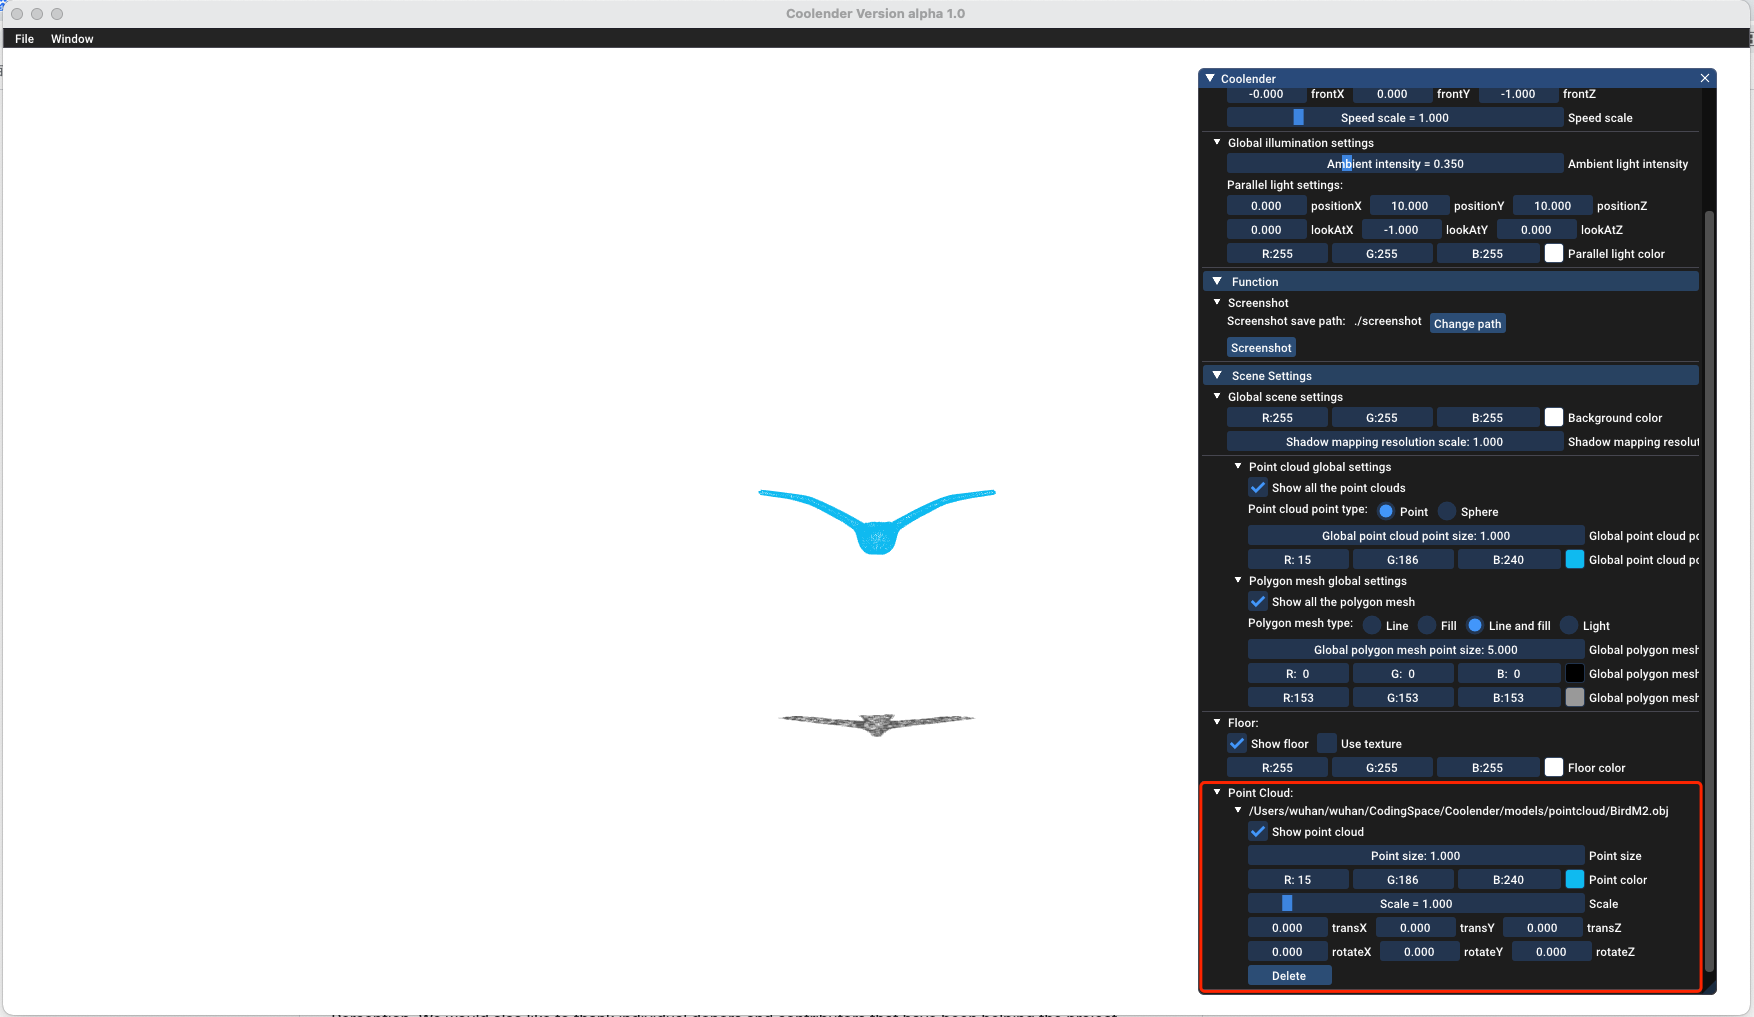 Coolender Version alpha 1.0
File Window
Coolender
-0.000 frontX 0.000 frontY -1.000 frontZ
Speed scale = 1.000 Speed scale
Global illumination settings
Ambient intensity = 0.350 Ambient light intensity
Parallel light settings:
0.000 positionX 10.000 positionY 10.000 positionZ
0.000 lookAtX -1.000 lookAtY 0.000 lookAtZ
R:255 G:255 B:255 Parallel light color
Function
Screenshot
Screenshot save path: ./screenshot Change path
Screenshot
Scene Settings
Global scene settings
R:255 G:255 B:255 Background color
Shadow mapping resolution scale: 1.000 Shadow mapping resolut
Point cloud global settings
Show all the point clouds
Point cloud point type: Point Sphere
Global point cloud point size: 1.000 Global point cloud po
R: 15 G:186 B:240 Global point cloud po
Polygon mesh global settings
Show all the polygon mesh
Polygon mesh type: Line Fill Line and fill Light
Global polygon mesh point size: 5.000 Global polygon mesh
R: 0 G: 0 B: 0 Global polygon mesh
R:153 G:153 B:153 Global polygon mesh
Floor:
Show floor Use texture
R:255 G:255 B:255 Floor color
Point Cloud:
/Users/wuhan/wuhan/CodingSpace/Coolender/models/pointcloud/BirdM2.obj
Show point cloud
Point size: 1.000 Point size
R: 15 G:186 B:240 Point color
Scale = 1.000 Scale
0.000 transX 0.000 transY 0.000 transZ
0.000 rotateX 0.000 rotateY 0.000 rotateZ
Delete